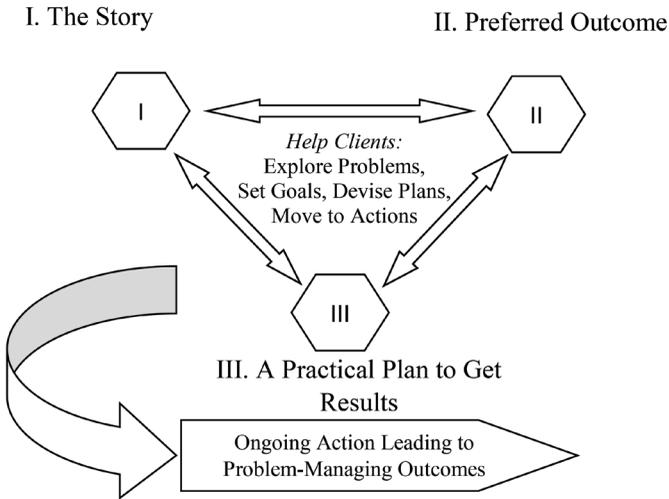 I. The Story
II. Preferred Outcome
I
II
Help Clients:
Explore Problems,
Set Goals, Devise Plans,
Move to Actions
III
III. A Practical Plan to Get
Results
Ongoing Action Leading to
Problem-Managing Outcomes